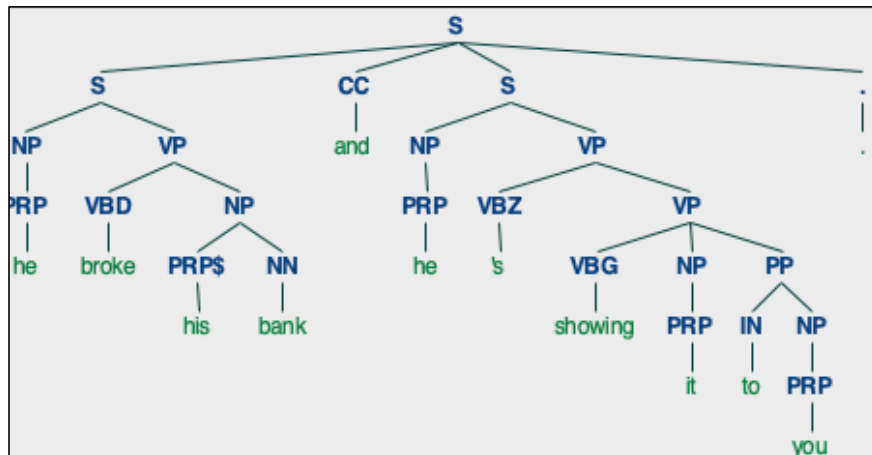 S
S CC S .
NP VP and NP VP .
PRP VBD NP PRP VBZ VP
he broke PRP$ NN he 's VBG NP PP
his bank showing PRP IN NP
it to PRP
you